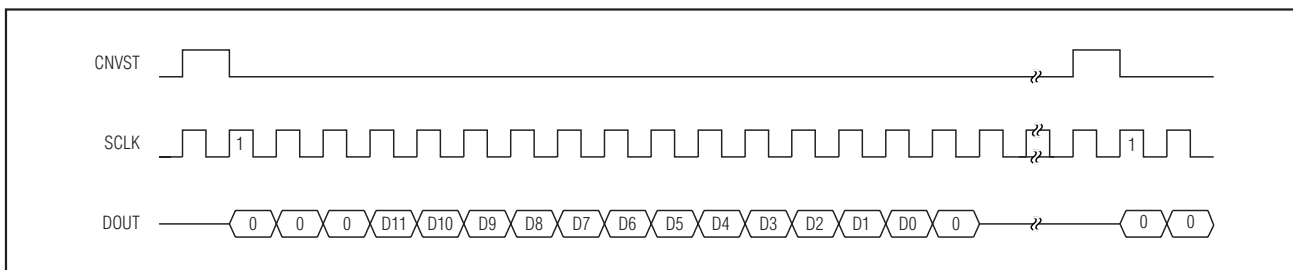 CNVST
SCLK 1 1
DOUT 0 0 0 D11 D10 D9 D8 D7 D6 D5 D4 D3 D2 D1 D0 0 0 0